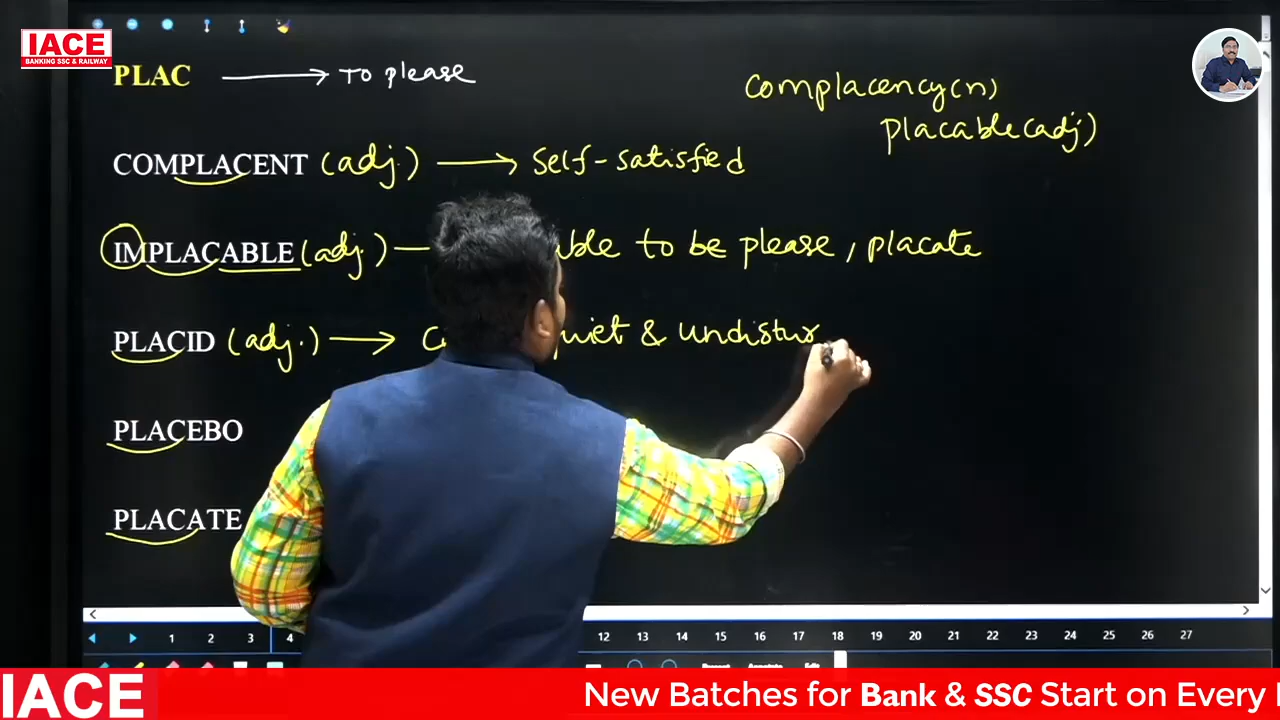 IACE
BANKING SSC & RAILWAY
PLAC To please
complacency(n)
placable(adj)
COMPLACENT (adj.) Self-satisfied
IMPLACABLE (adj.) able to be please, placate
PLACID (adj.) quiet & undistur
PLACEBO
PLACATE
1 2 3 4 12 13 14 15 16 17 18 19 20 21 22 23 24 25 26 27
IACE New Batches for Bank & SSC Start on Every